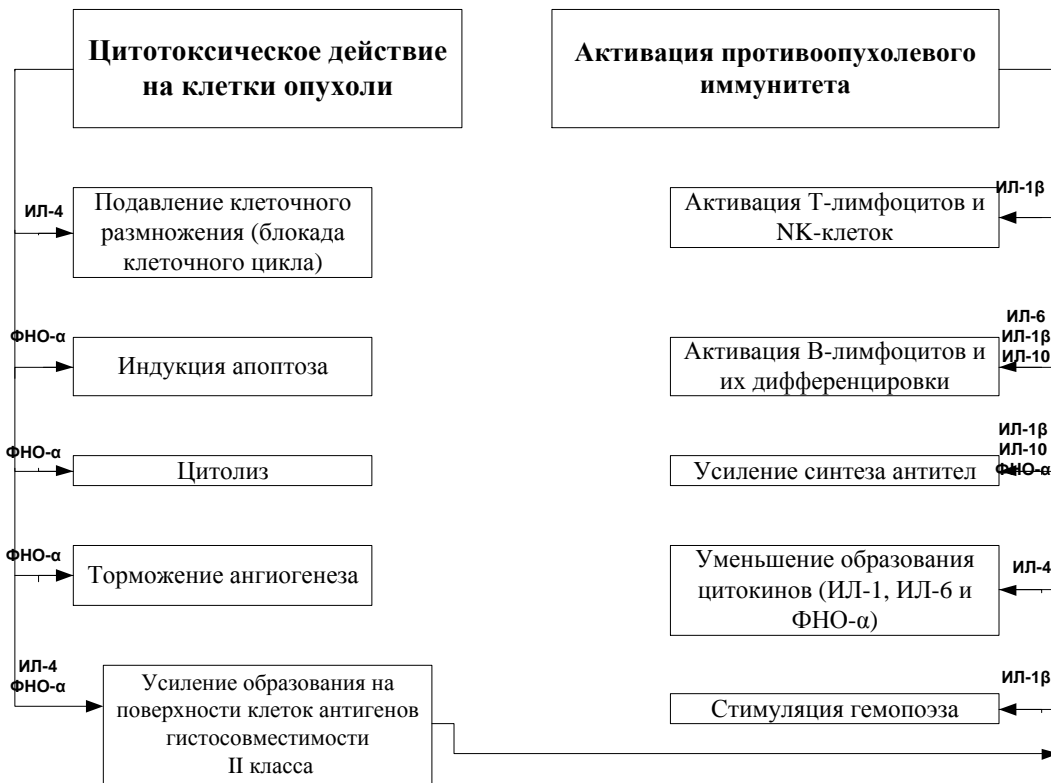 Цитотоксическое действие
на клетки опухоли
Активация противоопухолевого
иммунитета
ИЛ-4
Подавление клеточного
размножения (блокада
клеточного цикла)
ФНО-α
Индукция апоптоза
ФНО-α
Цитолиз
ФНО-α
Торможение ангиогенеза
ИЛ-4
ФНО-α
Усиление образования на
поверхности клеток антигенов
гистосовместимости
II класса
ИЛ-1β
Активация Т-лимфоцитов и
NK-клеток
ИЛ-6
ИЛ-1β
ИЛ-10
Активация В-лимфоцитов и
их дифференцировки
ИЛ-1β
ИЛ-10
ФНО-α
Усиление синтеза антител
ИЛ-4
Уменьшение образования
цитокинов (ИЛ-1, ИЛ-6 и
ФНО-α)
ИЛ-1β
Стимуляция гемопоэза